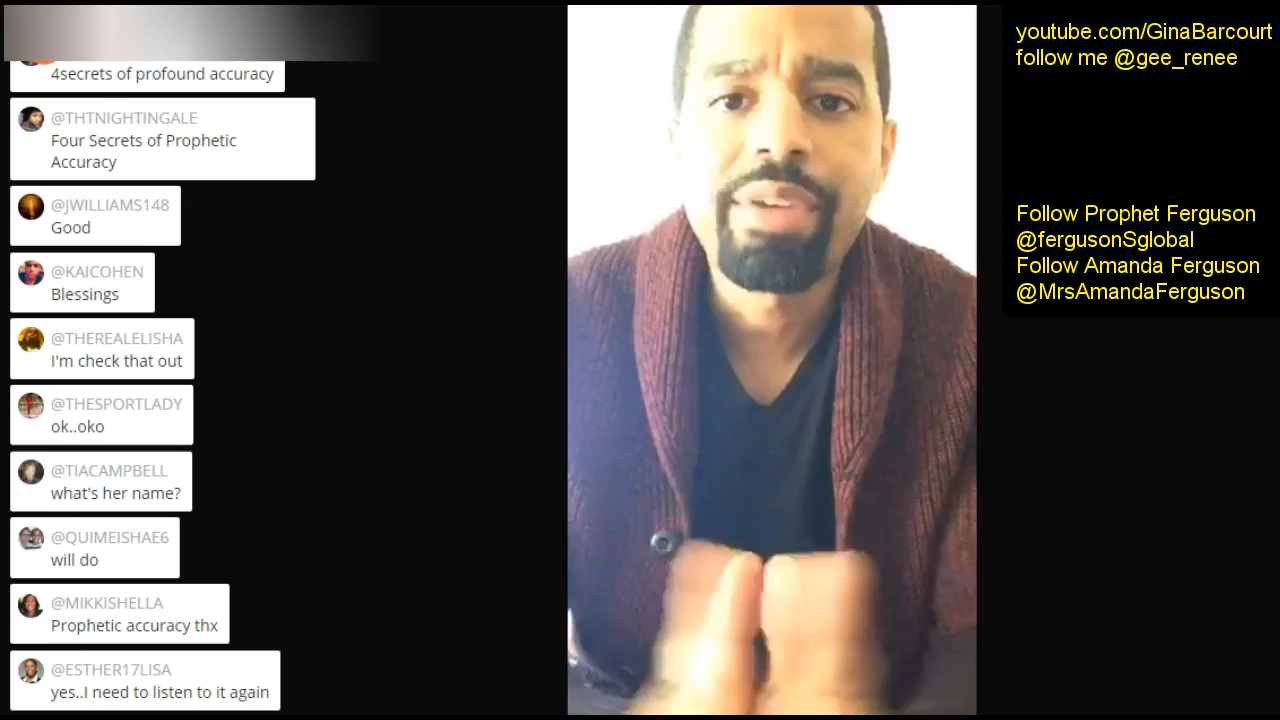 4secrets of profound accuracy
@THTNIGHTINGALE
Four Secrets of Prophetic
Accuracy
@JWILLIAMS148
Good
@KAICOHEN
Blessings
@THEREALELISHA
I'm check that out
@THESPORTLADY
ok..oko
@TIACAMPBELL
what's her name?
@QUIMEISHAE6
will do
@MIKKISHELLA
Prophetic accuracy thx
@ESTHER17LISA
yes..I need to listen to it again
youtube.com/GinaBarcourt
follow me @gee_renee
Follow Prophet Ferguson
@fergusonSglobal
Follow Amanda Ferguson
@MrsAmandaFerguson